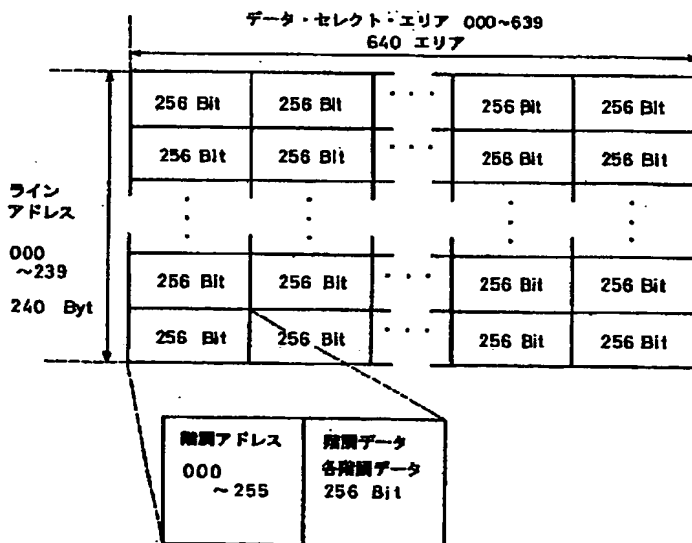 データ・セレクト・エリア 000~639
640 エリア
256 Bit 256 Bit ・・・ 256 Bit 256 Bit
256 Bit 256 Bit ・・・ 256 Bit 256 Bit
ライン
アドレス
000
~239
240 Byt
256 Bit 256 Bit ・・・ 256 Bit 256 Bit
256 Bit 256 Bit ・・・ 256 Bit 256 Bit
階調アドレス
000
~255
階調データ
各階調データ
256 Bit